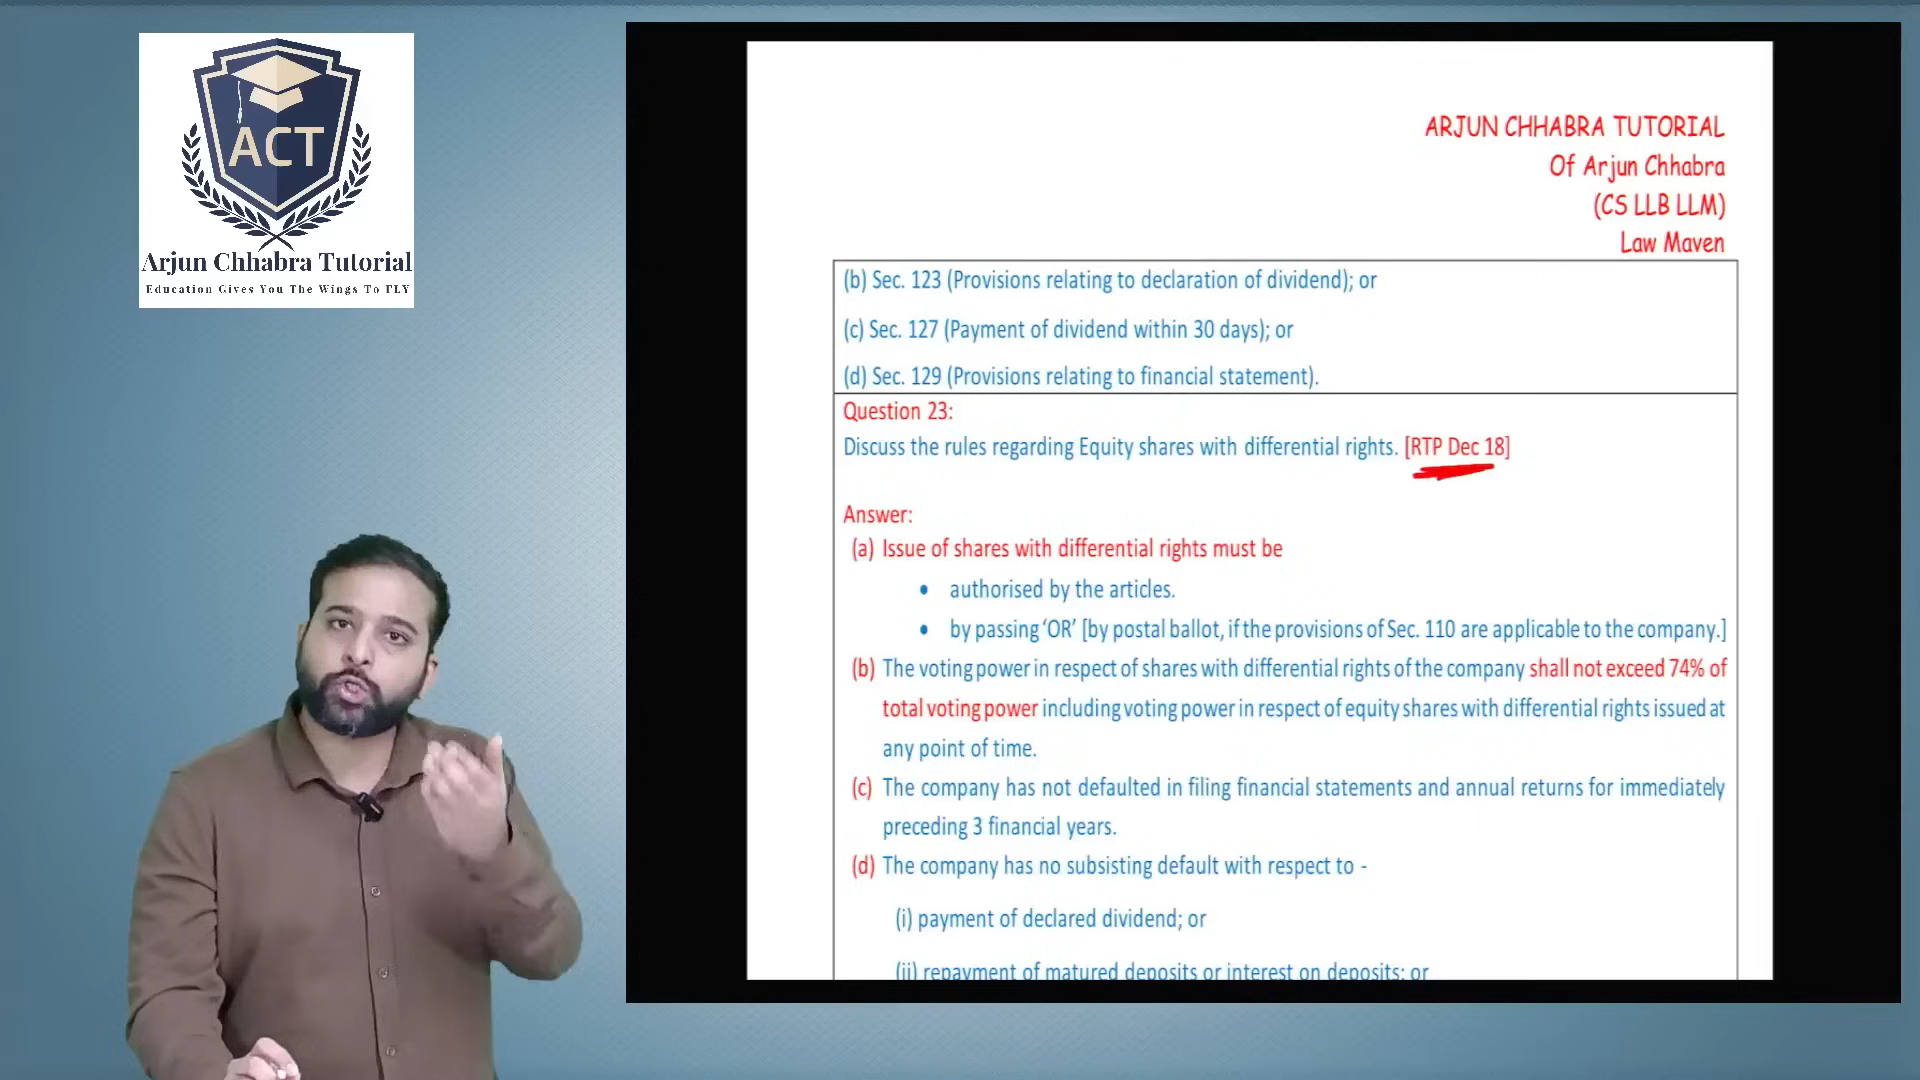 ACT
Arjun Chhabra Tutorial
Education Gives You The Wings To FLY
ARJUN CHHABRA TUTORIAL
Of Arjun Chhabra
(CS LLB LLM)
Law Maven
(b) Sec. 123 (Provisions relating to declaration of dividend); or
(c) Sec. 127 (Payment of dividend within 30 days); or
(d) Sec. 129 (Provisions relating to financial statement).
Question 23:
Discuss the rules regarding Equity shares with differential rights. [RTP Dec 18]
Answer:
(a) Issue of shares with differential rights must be
• authorised by the articles.
• by passing ‘OR’ [by postal ballot, if the provisions of Sec. 110 are applicable to the company.]
(b) The voting power in respect of shares with differential rights of the company shall not exceed 74% of
total voting power including voting power in respect of equity shares with differential rights issued at
any point of time.
(c) The company has not defaulted in filing financial statements and annual returns for immediately
preceding 3 financial years.
(d) The company has no subsisting default with respect to -
(i) payment of declared dividend; or
(ii) repayment of matured deposits or interest on deposits; or